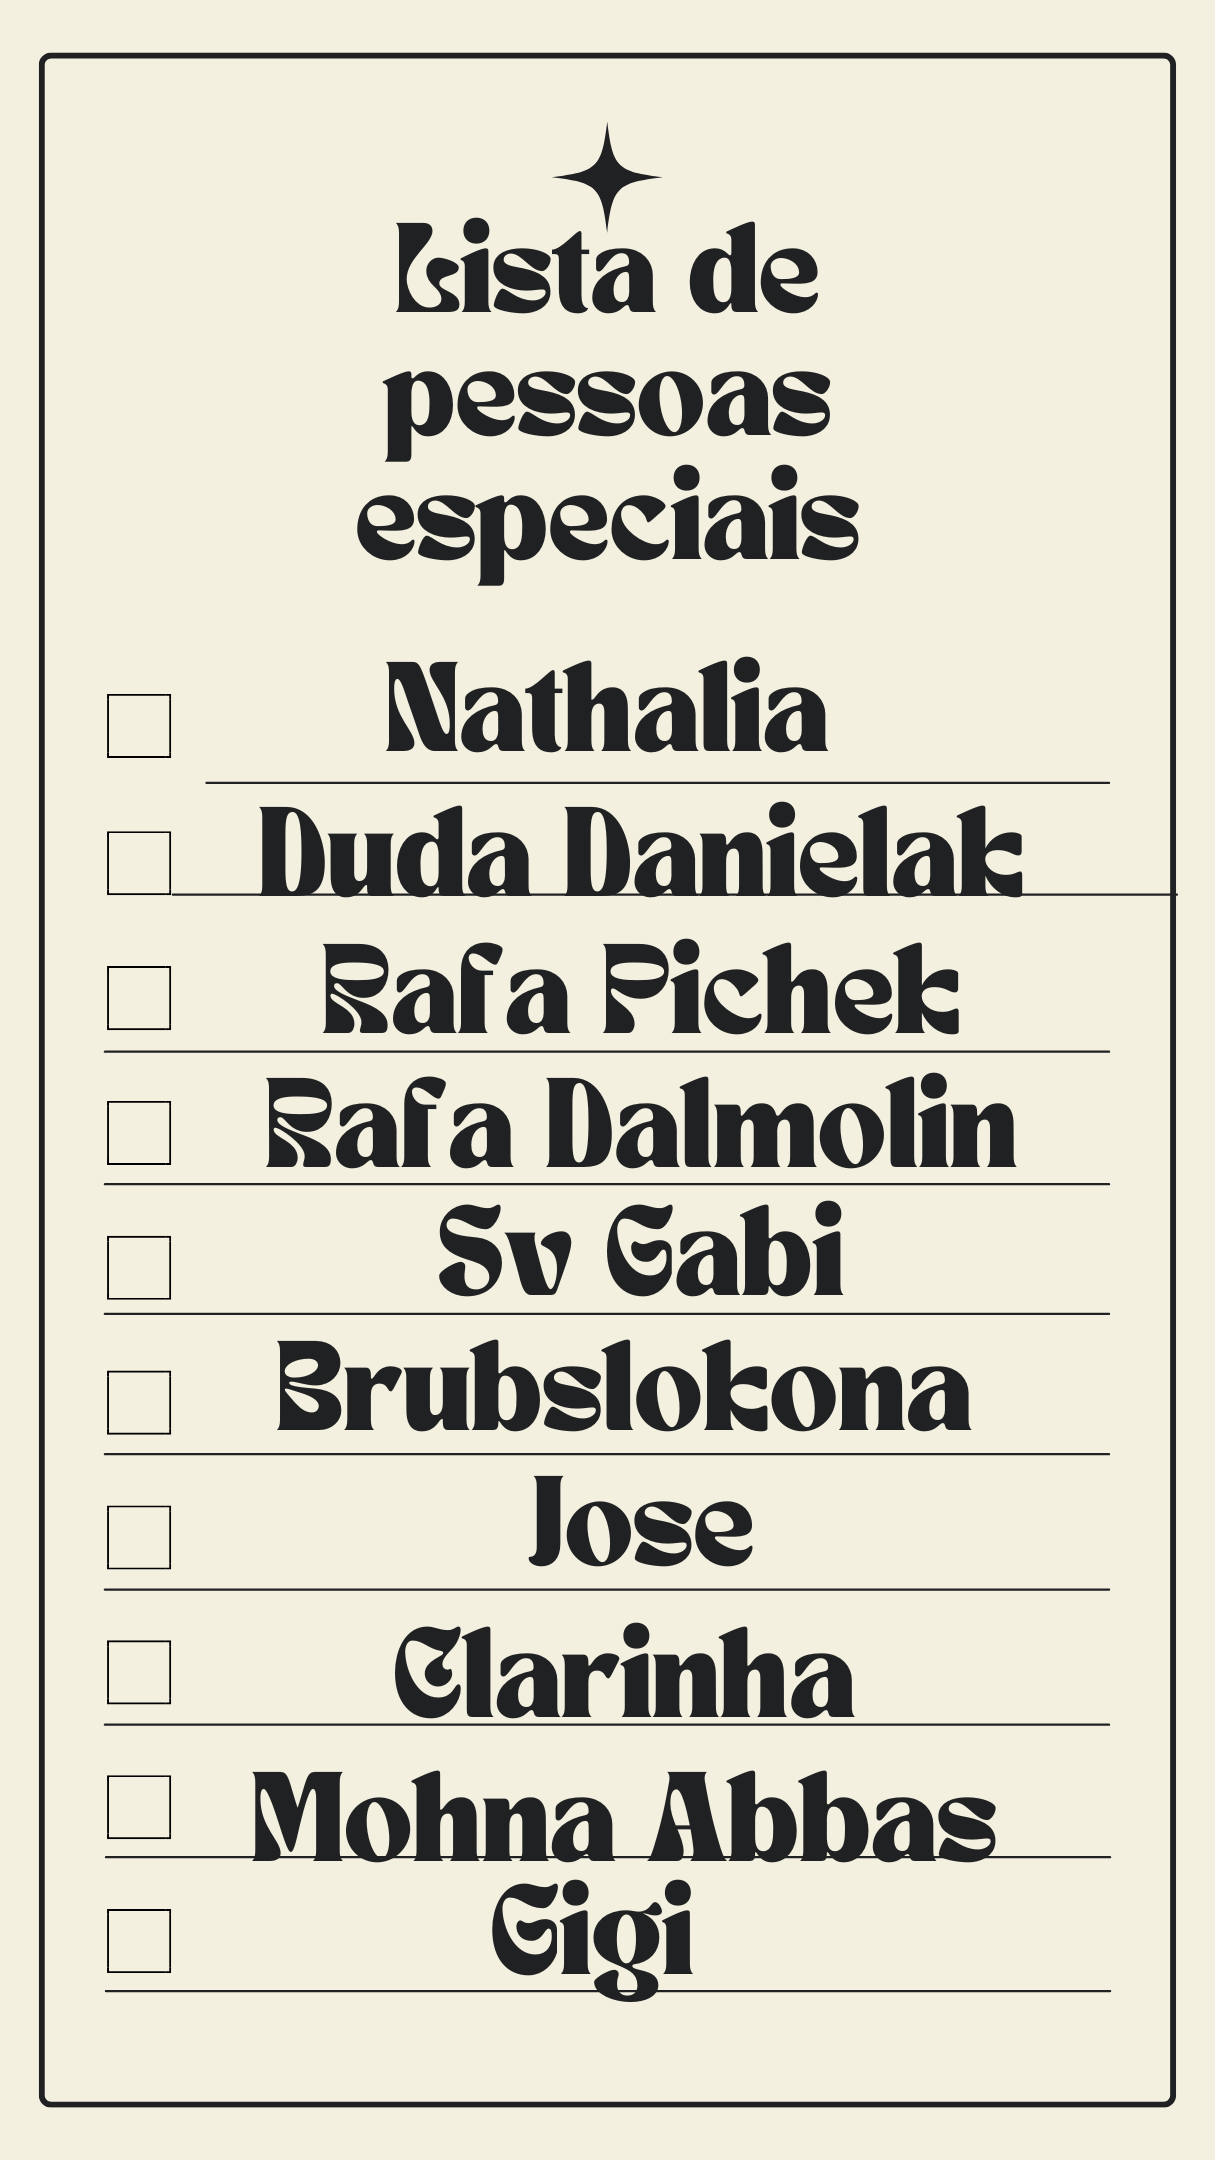 Lista de
pessoas
especiais
Nathalia
Duda Danielak
Rafa Pichek
Rafa Dalmolin
Sv Gabi
Brubslokona
Jose
Clarinha
Mohna Abbas
Gigi